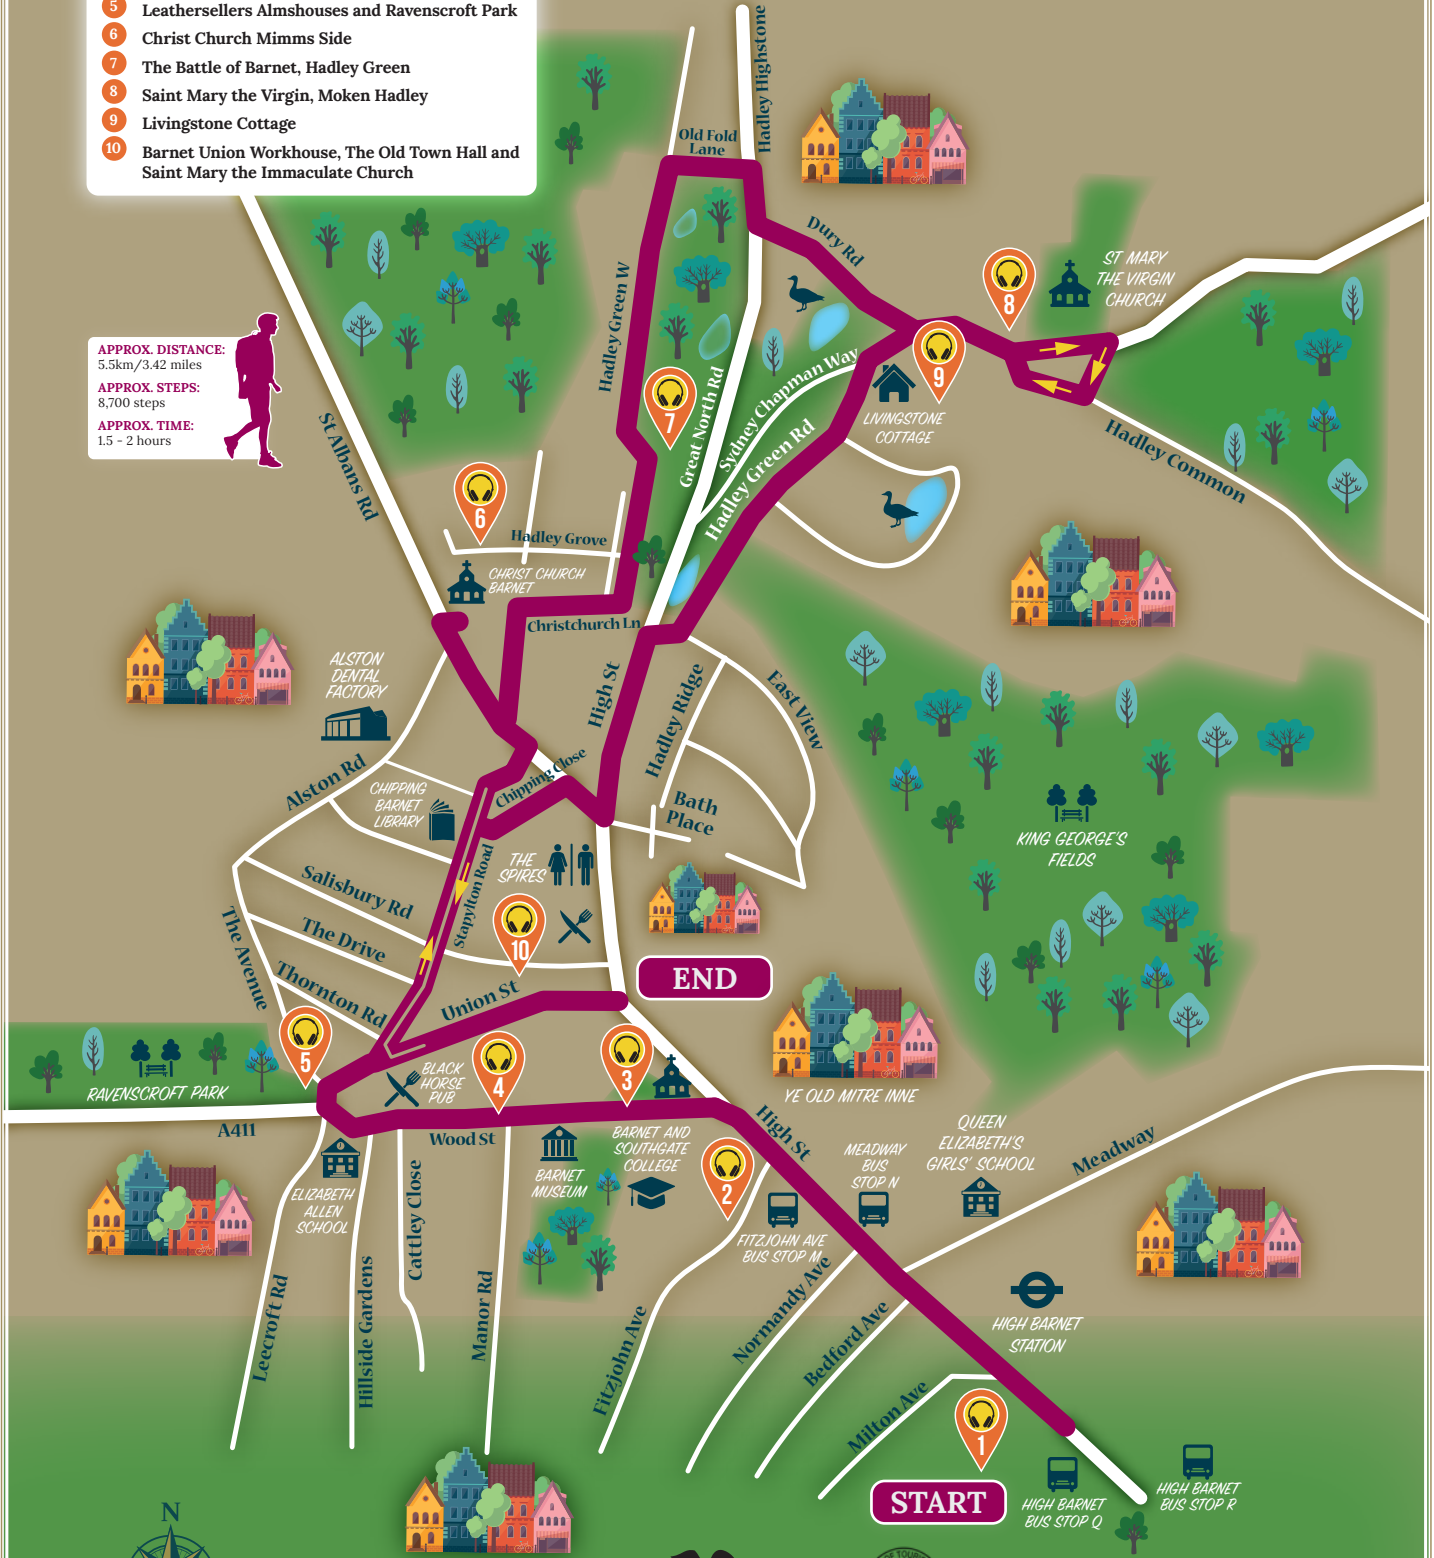 5 Leathersellers Almshouses and Ravenscroft Park
6 Christ Church Mimms Side
7 The Battle of Barnet, Hadley Green
8 Saint Mary the Virgin, Moken Hadley
9 Livingstone Cottage
10 Barnet Union Workhouse, The Old Town Hall and
Saint Mary the Immaculate Church
Hadley Highstone
Old Fold
Lane
Dury Rd
8
ST MARY
THE VIRGIN
CHURCH
Hadley Green W
APPROX. DISTANCE:
5.5km/3.42 miles
APPROX. STEPS:
8,700 steps
APPROX. TIME:
1.5 - 2 hours
St Albans Rd
7
Great North Rd
Sydney Chapman Way
Hadley Green Rd
9
LIVINGSTONE
COTTAGE
Hadley Common
6
Hadley Grove
CHRIST CHURCH
BARNET
Christchurch Ln
ALSTON
DENTAL
FACTORY
High St
Hadley Ridge
East View
Alston Rd
Chipping Close
CHIPPING
BARNET
LIBRARY
Bath
Place
KING GEORGE'S
FIELDS
THE
SPIRES
Stapylton Road
Salisbury Rd
The Drive
The Avenue
Thornton Rd
10
Union St
END
5
RAVENSCROFT PARK
BLACK
HORSE
PUB
4
3
YE OLD MITRE INNE
A411
Wood St
High St
BARNET AND
SOUTHGATE
COLLEGE
BARNET
MUSEUM
2
MEADWAY
BUS
STOP N
QUEEN
ELIZABETH'S
GIRLS' SCHOOL
Meadway
ELIZABETH
ALLEN
SCHOOL
Cattley Close
FITZJOHN AVE
BUS STOP M
Leecroft Rd
Hillside Gardens
Manor Rd
Fitzjohn Ave
Normandy Ave
Bedford Ave
HIGH BARNET
STATION
Milton Ave
1
START
HIGH BARNET
BUS STOP Q
HIGH BARNET
BUS STOP R
N